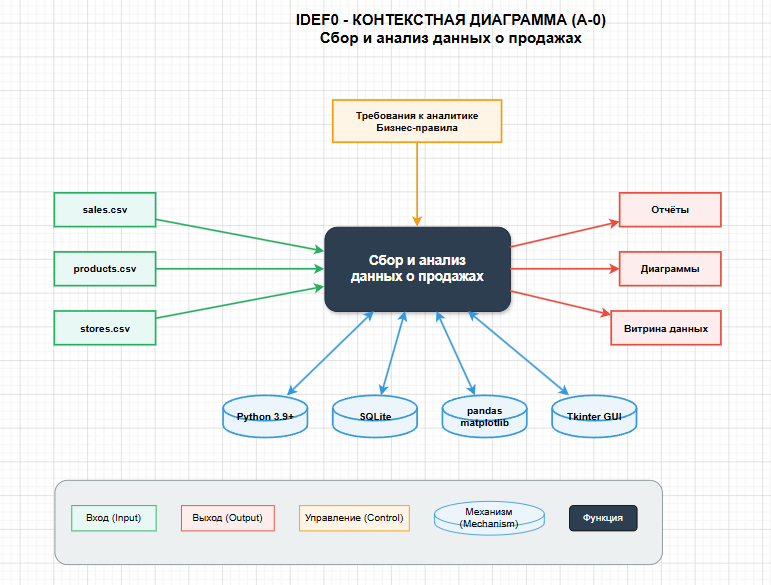 IDEF0 - КОНТЕКСТНАЯ ДИАГРАММА (А-0)
Сбор и анализ данных о продажах
Требования к аналитике
Бизнес-правила
sales.csv
Отчёты
Сбор и анализ
данных о продажах
products.csv
Диаграммы
stores.csv
Витрина данных
Python 3.9+
SQLite
pandas
matplotlib
Tkinter GUI
Вход (Input)
Выход (Output)
Управление (Control)
Механизм
(Mechanism)
Функция